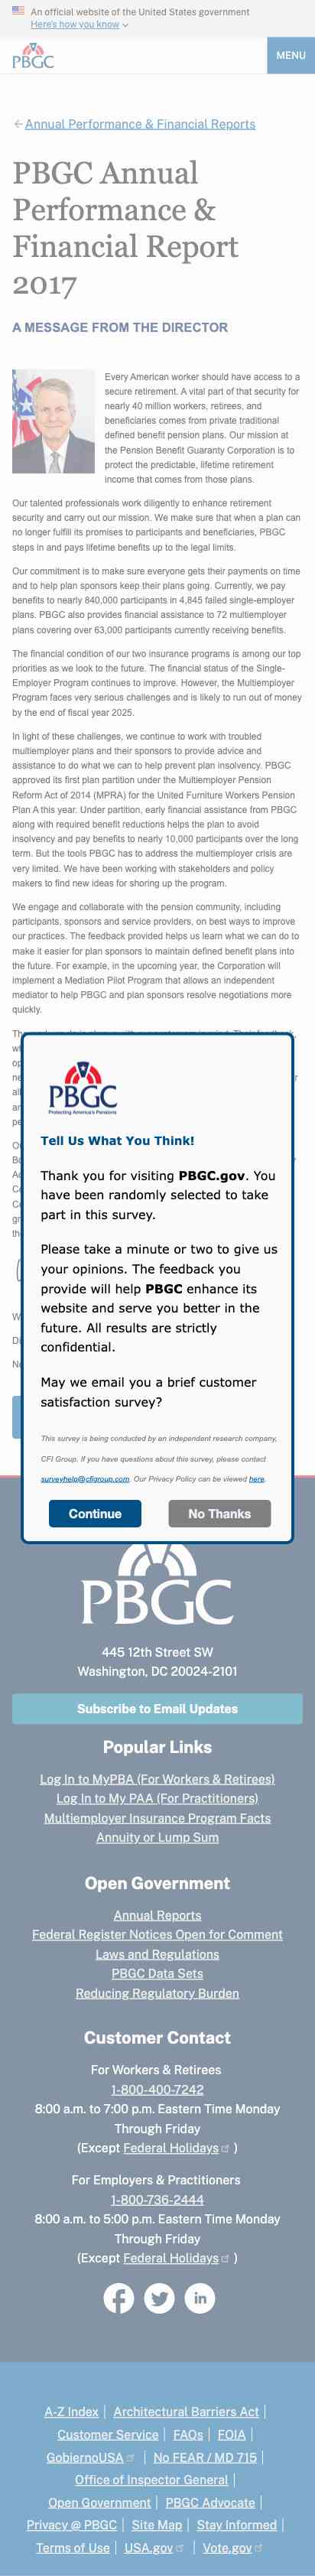 An official website of the United States government
Here's how you know
PBGC
MENU
Annual Performance & Financial Reports
PBGC Annual
Performance &
Financial Report
2017
A MESSAGE FROM THE DIRECTOR
Every American worker should have access to a
secure retirement. A vital part of that security for
nearly 40 million workers, retirees, and
beneficiaries comes from private traditional
defined benefit pension plans. Our mission at
the Pension Benefit Guaranty Corporation is to
protect the predictable, lifetime retirement
income that comes from those plans.
Our talented professionals work diligently to enhance retirement
security and carry out our mission. We make sure that when a plan can
no longer fulfill its promises to participants and beneficiaries, PBGC
steps in and pays lifetime benefits up to the legal limits.
Our commitment is to make sure everyone gets their payments on time
and to help plan sponsors keep their plans going. Currently, we pay
benefits to nearly 840,000 participants in 4,845 failed single-employer
plans. PBGC also provides financial assistance to 72 multiemployer
plans covering over 63,000 participants currently receiving benefits.
The financial condition of our two insurance programs is among our top
priorities as we look to the future. The financial status of the Single-
Employer Program continues to improve. However, the Multiemployer
Program faces very serious challenges and is likely to run out of money
by the end of fiscal year 2025.
In light of these challenges, we continue to work with troubled
multiemployer plans and their sponsors to provide advice and
assistance to do what we can to help prevent plan insolvency. PBGC
approved its first plan partition under the Multiemployer Pension
Reform Act of 2014 (MPRA) for the United Furniture Workers Pension
Plan A this year. Under partition, early financial assistance from PBGC
along with required benefit reductions helps the plan to avoid
insolvency and pay benefits to nearly 10,000 participants over the long
term. But the tools PBGC has to address the multiemployer crisis are
very limited. We have been working with stakeholders and policy
makers to find new ideas for shoring up the program.
We engage and collaborate with the pension community, including
participants, sponsors and service providers, on best ways to improve
our practices. The feedback provided helps us learn what we can do to
make it easier for plan sponsors to maintain defined benefit plans into
the future. For example, in the upcoming year, the Corporation will
implement a Mediation Pilot Program that allows an independent
mediator to help PBGC and plan sponsors resolve negotiations more
quickly.
PBGC
Protecting America's Pensions
Tell Us What You Think!
Thank you for visiting PBGC.gov. You
have been randomly selected to take
part in this survey.
Please take a minute or two to give us
your opinions. The feedback you
provide will help PBGC enhance its
website and serve you better in the
future. All results are strictly
confidential.
May we email you a brief customer
satisfaction survey?
This survey is being conducted by an independent research company,
CFI Group. If you have questions about this survey, please contact
surveyhelp@cfigroup.com. Our Privacy Policy can be viewed here.
Continue
No Thanks
PBGC
445 12th Street SW
Washington, DC 20024-2101
Subscribe to Email Updates
Popular Links
Log In to MyPBA (For Workers & Retirees)
Log In to My PAA (For Practitioners)
Multiemployer Insurance Program Facts
Annuity or Lump Sum
Open Government
Annual Reports
Federal Register Notices Open for Comment
Laws and Regulations
PBGC Data Sets
Reducing Regulatory Burden
Customer Contact
For Workers & Retirees
1-800-400-7242
8:00 a.m. to 7:00 p.m. Eastern Time Monday
Through Friday
(Except Federal Holidays )
For Employers & Practitioners
1-800-736-2444
8:00 a.m. to 5:00 p.m. Eastern Time Monday
Through Friday
(Except Federal Holidays )
A-Z Index | Architectural Barriers Act |
Customer Service | FAQs | FOIA |
GobiernoUSA | No FEAR / MD 715 |
Office of Inspector General |
Open Government | PBGC Advocate |
Privacy @ PBGC | Site Map | Stay Informed |
Terms of Use | USA.gov | Vote.gov